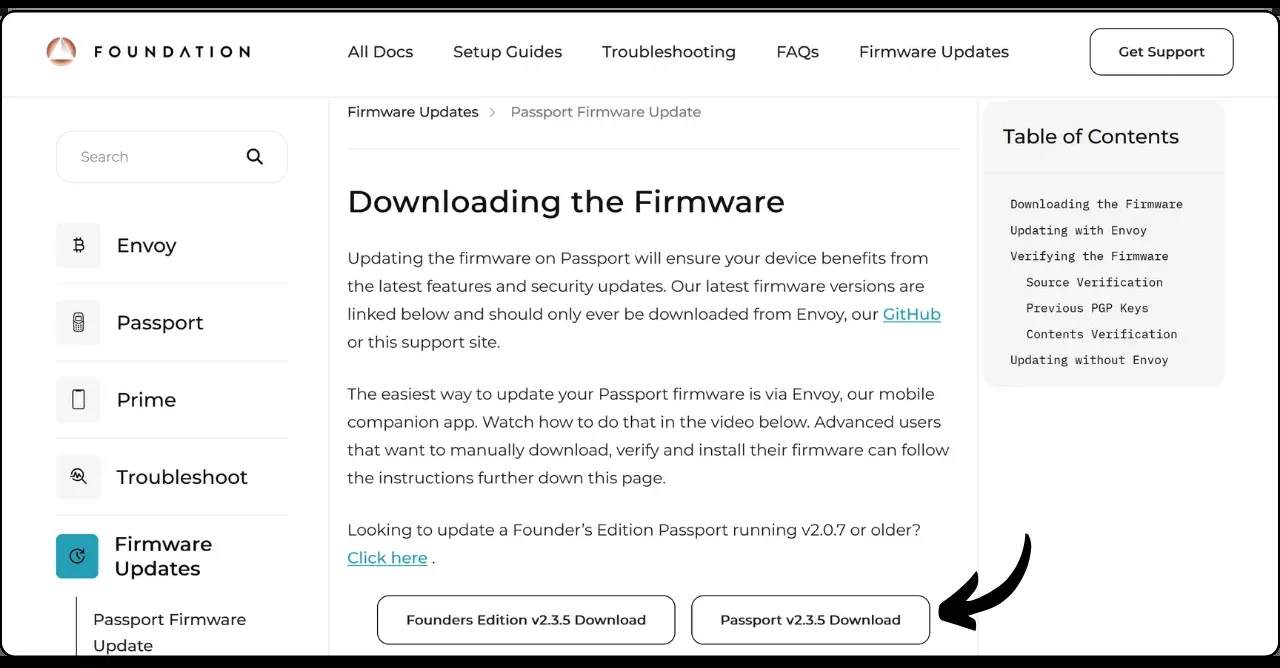 FOUNDATION
All Docs
Setup Guides
Troubleshooting
FAQs
Firmware Updates
Get Support
Search
Envoy
Passport
Prime
Troubleshoot
Firmware
Updates
Passport Firmware
Update
Firmware Updates > Passport Firmware Update
Downloading the Firmware
Updating the firmware on Passport will ensure your device benefits from
the latest features and security updates. Our latest firmware versions are
linked below and should only ever be downloaded from Envoy, our GitHub
or this support site.
The easiest way to update your Passport firmware is via Envoy, our mobile
companion app. Watch how to do that in the video below. Advanced users
that want to manually download, verify and install their firmware can follow
the instructions further down this page.
Looking to update a Founder’s Edition Passport running v2.0.7 or older?
Click here .
Founders Edition v2.3.5 Download
Passport v2.3.5 Download
Table of Contents
Downloading the Firmware
Updating with Envoy
Verifying the Firmware
Source Verification
Previous PGP Keys
Contents Verification
Updating without Envoy